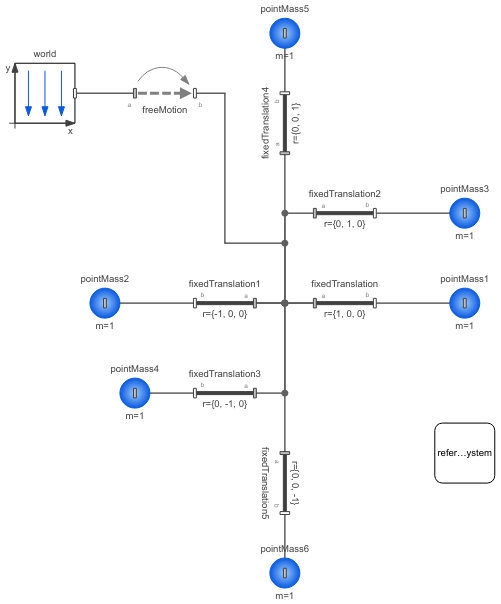 pointMass5
m=1
world
y
x
a
b
freeMotion
fixedTranslation4
b
a
r={0, 0, 1}
fixedTranslation2
a
b
r={0, 1, 0}
pointMass3
m=1
pointMass2
m=1
fixedTranslation1
b
a
r={-1, 0, 0}
fixedTranslation
a
b
r={1, 0, 0}
pointMass1
m=1
pointMass4
m=1
fixedTranslation3
b
a
r={0, -1, 0}
refer...ystem
fixedTranslation5
a
b
r={0, 0, -1}
pointMass6
m=1